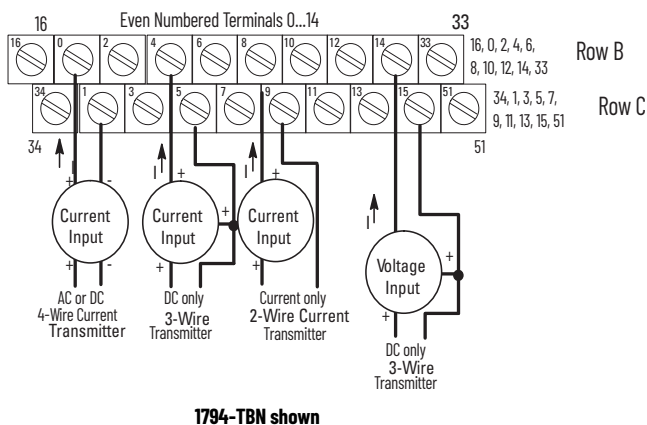 16 Even Numbered Terminals 0...14 33
16 0 2 4 6 8 10 12 14 33
16, 0, 2, 4, 6,
8, 10, 12, 14, 33
Row B
34 1 3 5 7 9 11 13 15 51
34, 1, 3, 5, 7,
9, 11, 13, 15, 51
Row C
34 51
I I I I
+ - + + +
Current
Input
+ -
Current
Input
+
+
Current
Input
+
Voltage
Input
+
+
AC or DC
4-Wire Current
Transmitter
DC only
3-Wire
Transmitter
Current only
2-Wire Current
Transmitter
DC only
3-Wire
Transmitter
1794-TBN shown